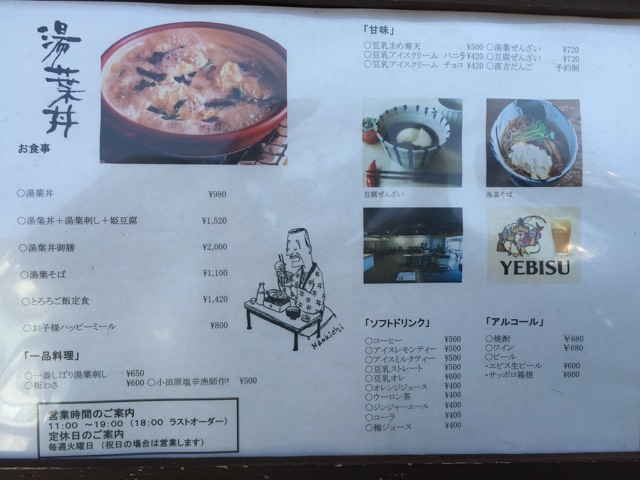 湯葉丼
お食事
○湯葉丼 ¥980
○湯葉丼＋湯葉刺し＋姫豆腐 ¥1,520
○湯葉丼御膳 ¥2,000
○湯葉そば ¥1,100
○とろろご飯定食 ¥1,420
○お子様ハッピーミール ¥800
「一品料理」
○一番しぼり湯葉刺し ¥650
○板わさ ¥600 ○小田原塩辛漁師作り ¥500
営業時間のご案内
11:00 ～19:00 (18:00 ラストオーダー)
定休日のご案内
毎週火曜日 (祝日の場合は営業します)
Naokichi
「甘味」
○豆乳まめ寒天 ¥500
○豆乳アイスクリーム バニラ ¥420
○豆乳アイスクリーム チョコ ¥420
○湯葉ぜんざい ¥720
○豆腐ぜんざい ¥720
○直吉だんご 予約制
豆腐ぜんざい
湯葉そば
YEBISU
「ソフトドリンク」
○コーヒー ¥500
○アイスレモンティー ¥500
○アイスミルクティー ¥500
○豆乳ストレート ¥500
○豆乳オレ ¥600
○オレンジジュース ¥400
○ウーロン茶 ¥400
○ジンジャーエール ¥400
○コーラ ¥400
○梅ジュース ¥400
「アルコール」
○焼酎 ¥680
○ワイン ¥680
○ビール
・エビス生ビール ¥600
・サッポロ箱根 ¥600